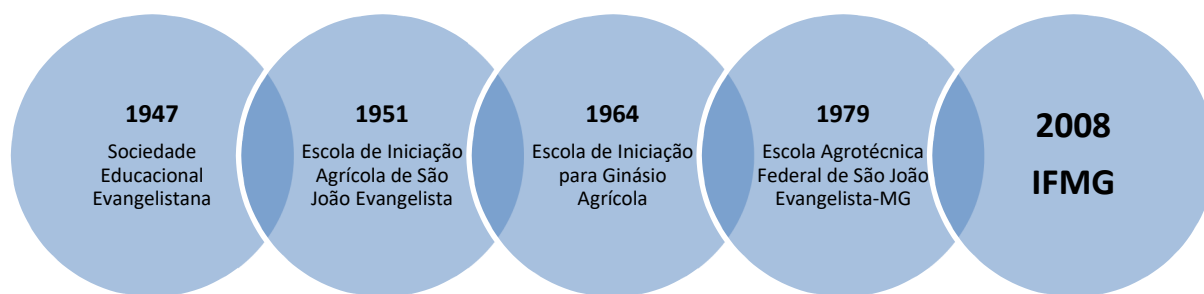 1947
Sociedade
Educacional
Evangelistana
1951
Escola de Iniciação
Agrícola de São
João Evangelista
1964
Escola de Iniciação
para Ginásio
Agrícola
1979
Escola Agrotécnica
Federal de São João
Evangelista-MG
2008
IFMG